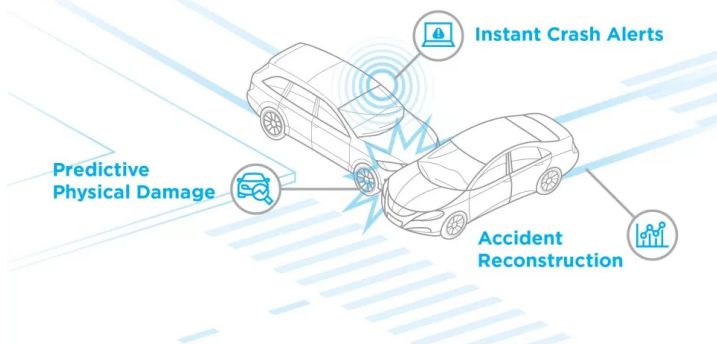 Instant Crash Alerts
Predictive
Physical Damage
Accident
Reconstruction